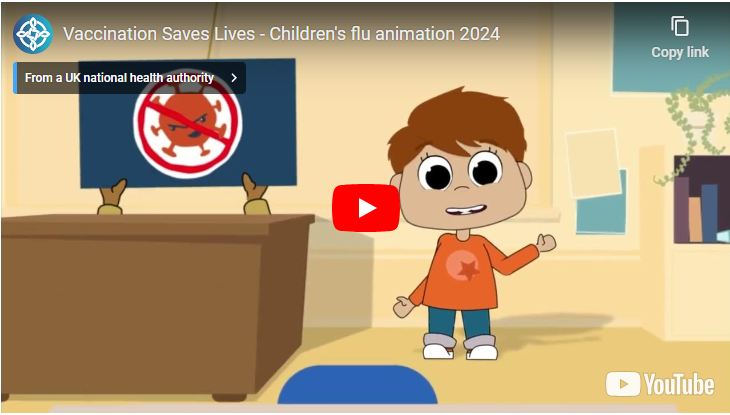 Vaccination Saves Lives - Children's flu animation 2024
Copy link
From a UK national health authority
YouTube